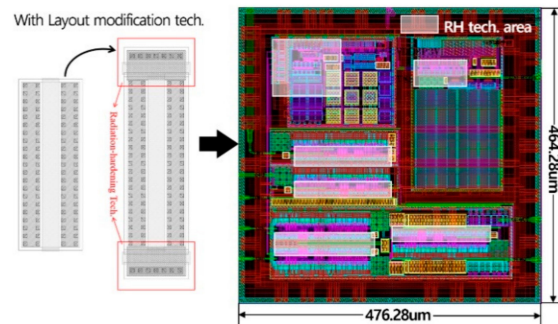 With Layout modification tech.
Radiation-hardening Tech.
RH tech. area
464.28um
476.28um